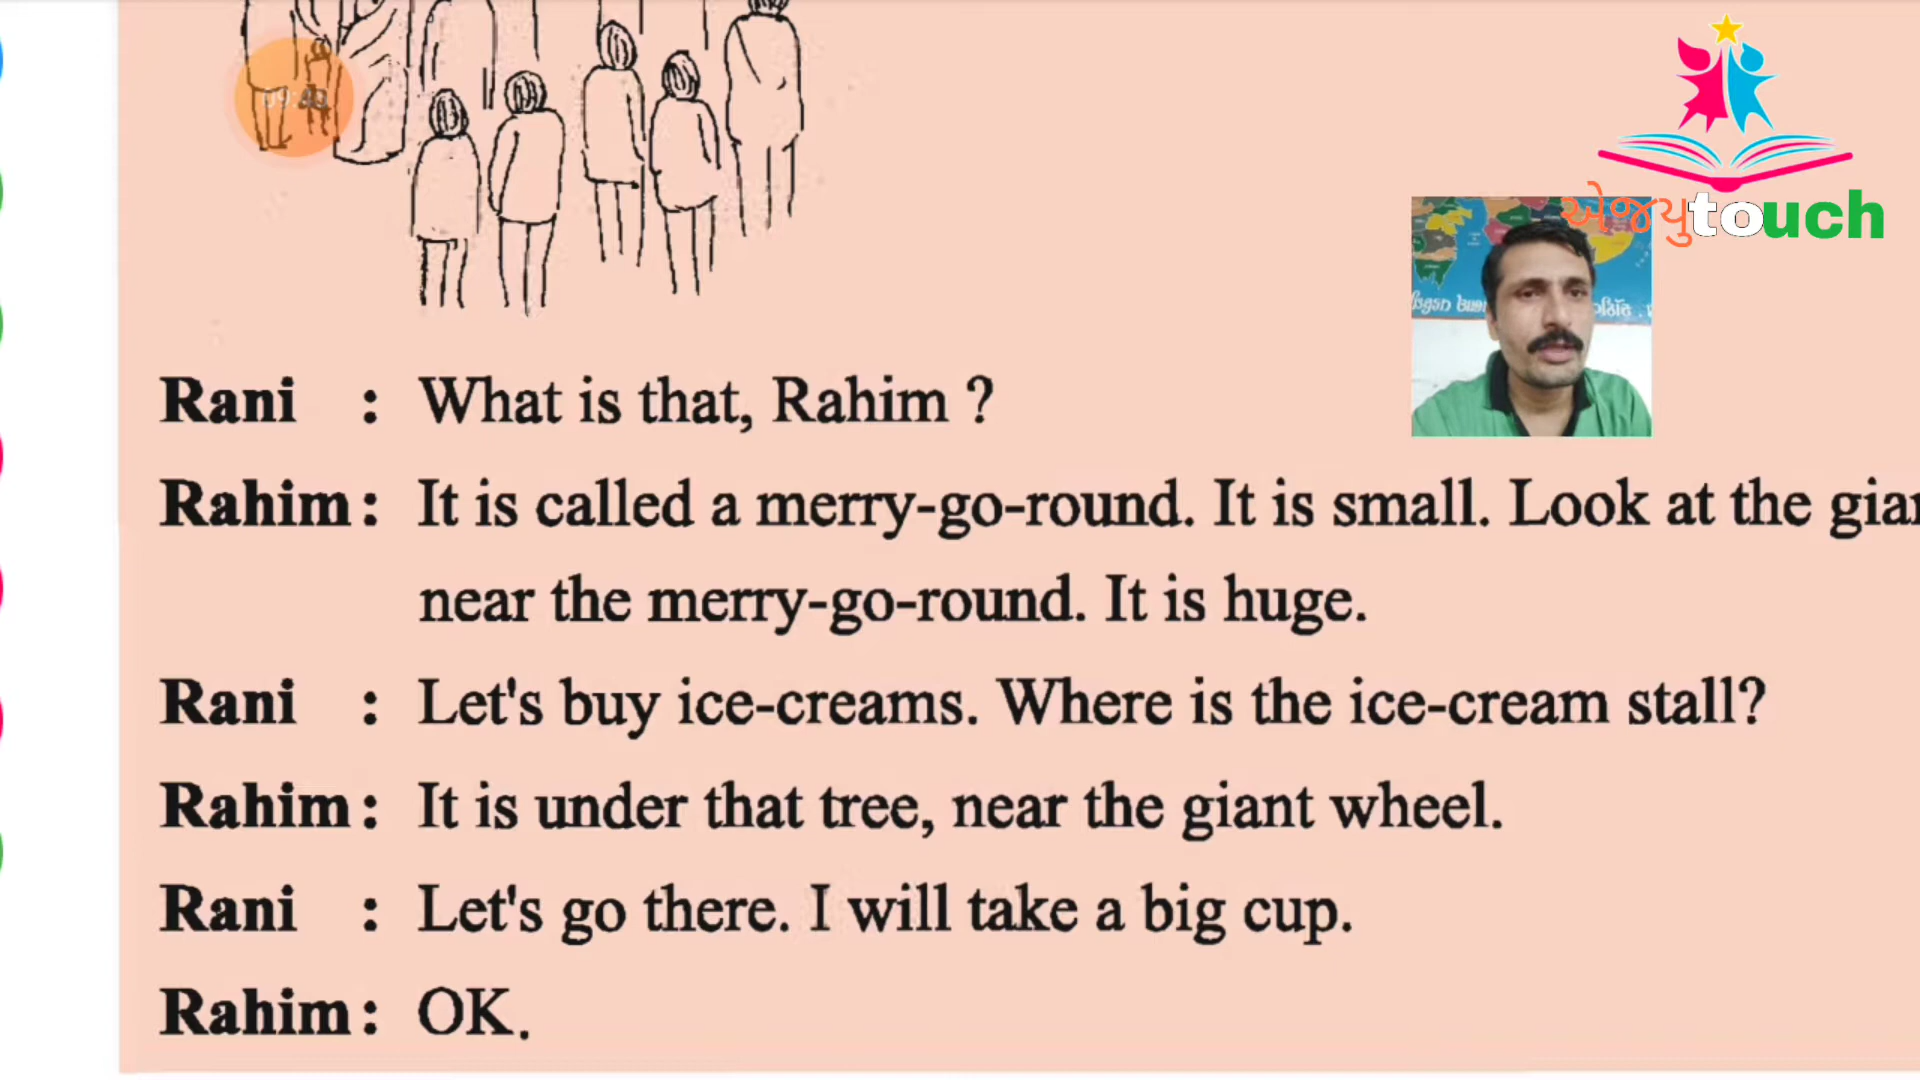 એજયુtouch
Rani : What is that, Rahim ?
Rahim : It is called a merry-go-round. It is small. Look at the
near the merry-go-round. It is huge.
Rani : Let's buy ice-creams. Where is the ice-cream stall?
Rahim : It is under that tree, near the giant wheel.
Rani : Let's go there. I will take a big cup.
Rahim : OK.